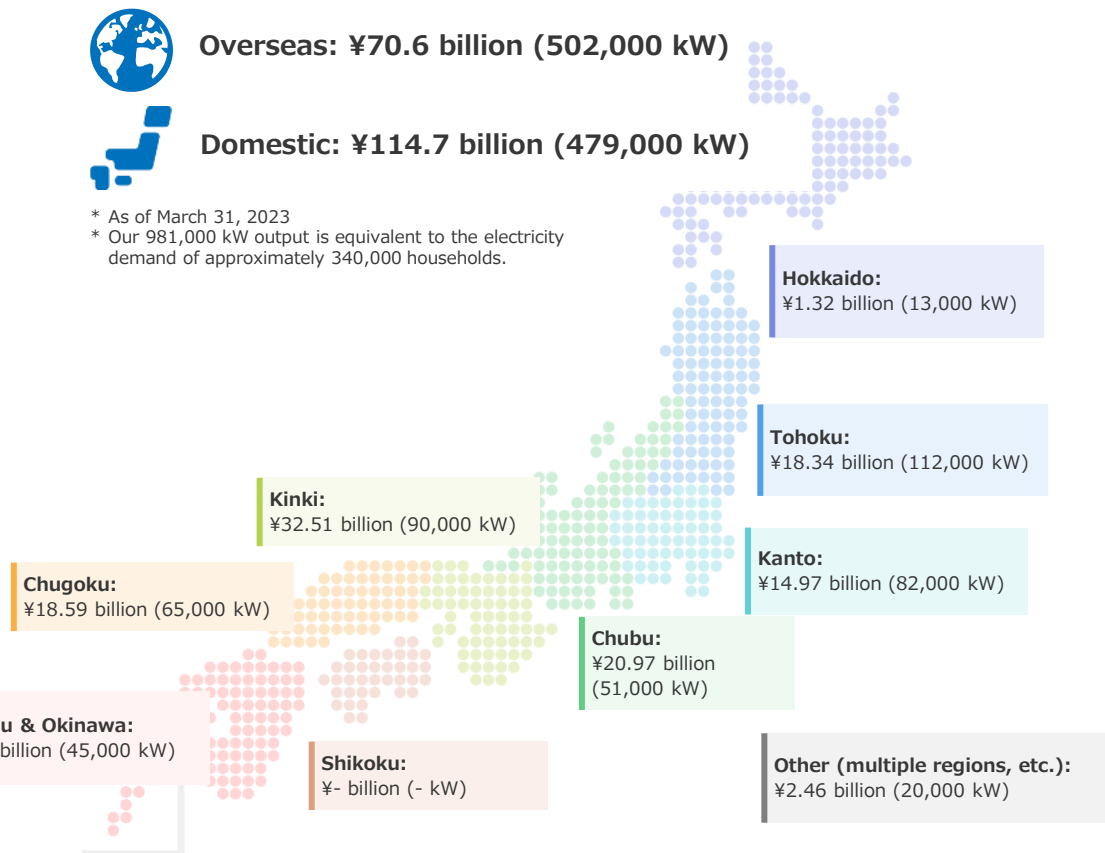 Overseas: ¥70.6 billion (502,000 kW)
Domestic: ¥114.7 billion (479,000 kW)
* As of March 31, 2023
* Our 981,000 kW output is equivalent to the electricity
demand of approximately 340,000 households.
Hokkaido:
¥1.32 billion (13,000 kW)
Tohoku:
¥18.34 billion (112,000 kW)
Kinki:
¥32.51 billion (90,000 kW)
Kanto:
¥14.97 billion (82,000 kW)
Chugoku:
¥18.59 billion (65,000 kW)
Chubu:
¥20.97 billion
(51,000 kW)
u & Okinawa:
billion (45,000 kW)
Shikoku:
¥- billion (- kW)
Other (multiple regions, etc.):
¥2.46 billion (20,000 kW)